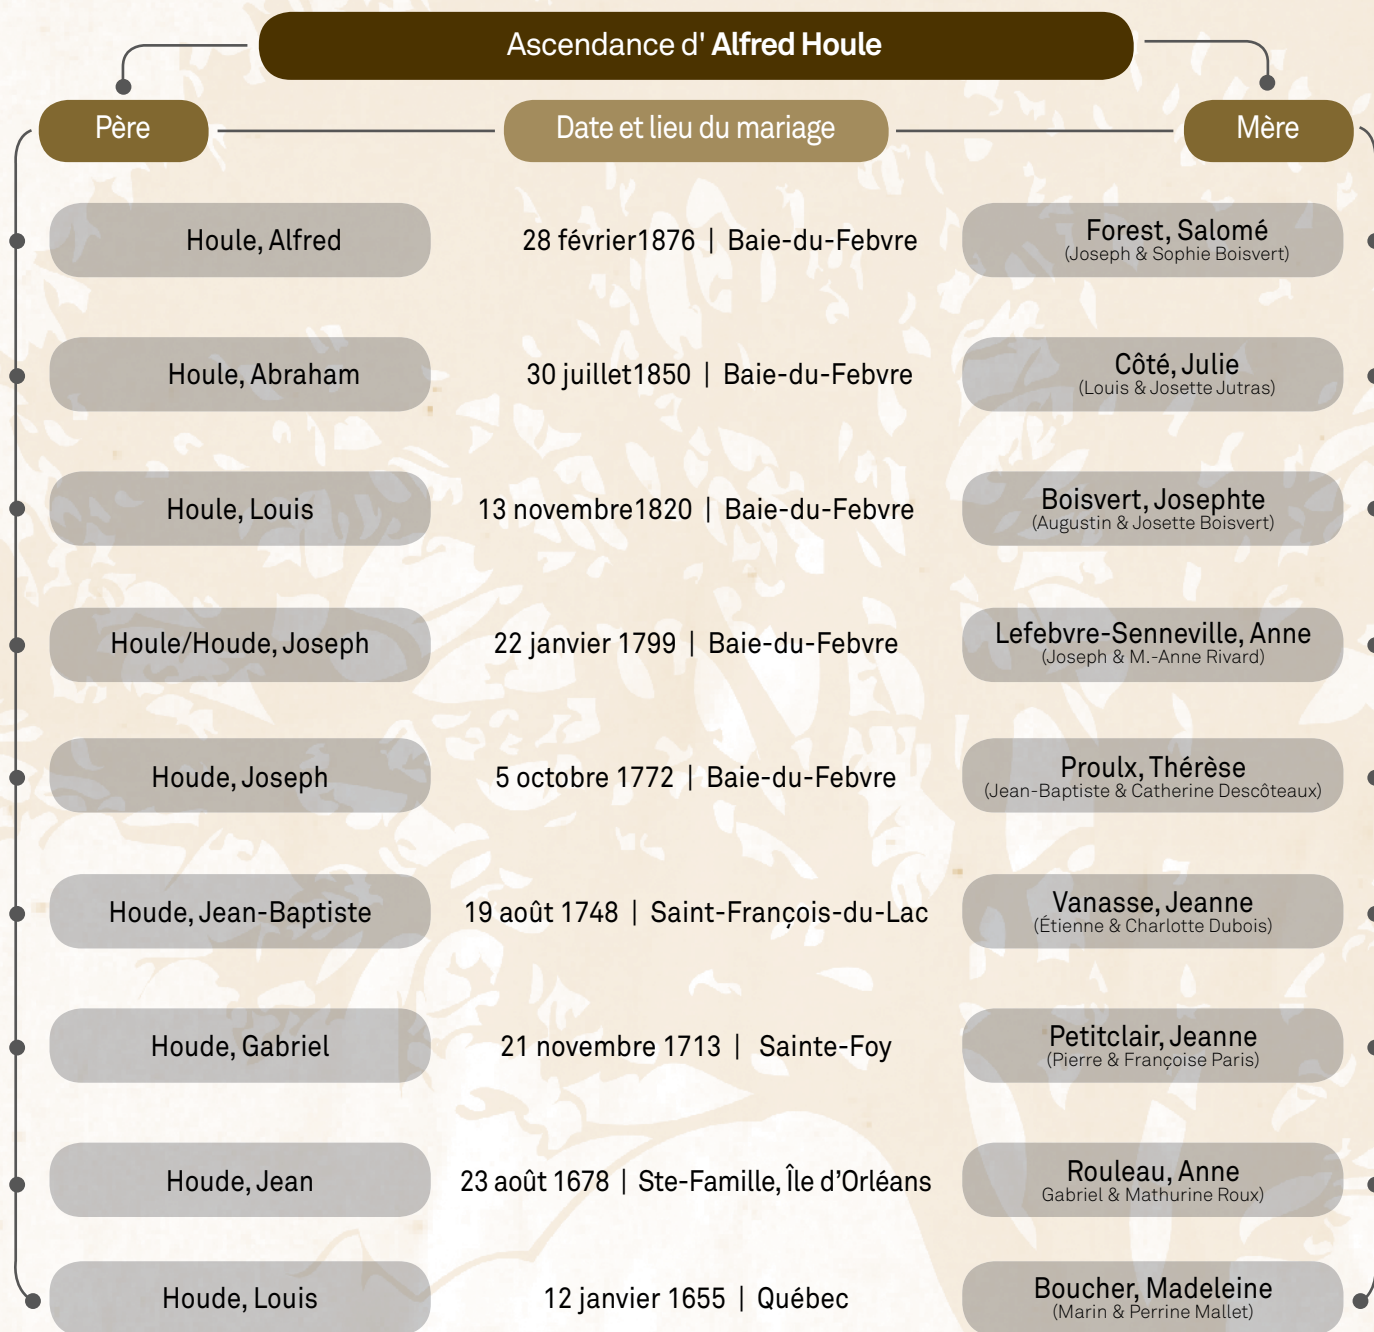 Ascendance d' Alfred Houle
Père
Date et lieu du mariage
Mère
Houle, Alfred
28 février1876 | Baie-du-Febvre
Forest, Salomé
(Joseph & Sophie Boisvert)
Houle, Abraham
30 juillet1850 | Baie-du-Febvre
Côté, Julie
(Louis & Josette Jutras)
Houle, Louis
13 novembre1820 | Baie-du-Febvre
Boisvert, Josephte
(Augustin & Josette Boisvert)
Houle/Houde, Joseph
22 janvier 1799 | Baie-du-Febvre
Lefebvre-Senneville, Anne
(Joseph & M.-Anne Rivard)
Houde, Joseph
5 octobre 1772 | Baie-du-Febvre
Proulx, Thérèse
(Jean-Baptiste & Catherine Descôteaux)
Houde, Jean-Baptiste
19 août 1748 | Saint-François-du-Lac
Vanasse, Jeanne
(Étienne & Charlotte Dubois)
Houde, Gabriel
21 novembre 1713 | Sainte-Foy
Petitclair, Jeanne
(Pierre & Françoise Paris)
Houde, Jean
23 août 1678 | Ste-Famille, Île d'Orléans
Rouleau, Anne
Gabriel & Mathurine Roux)
Houde, Louis
12 janvier 1655 | Québec
Boucher, Madeleine
(Marin & Perrine Mallet)